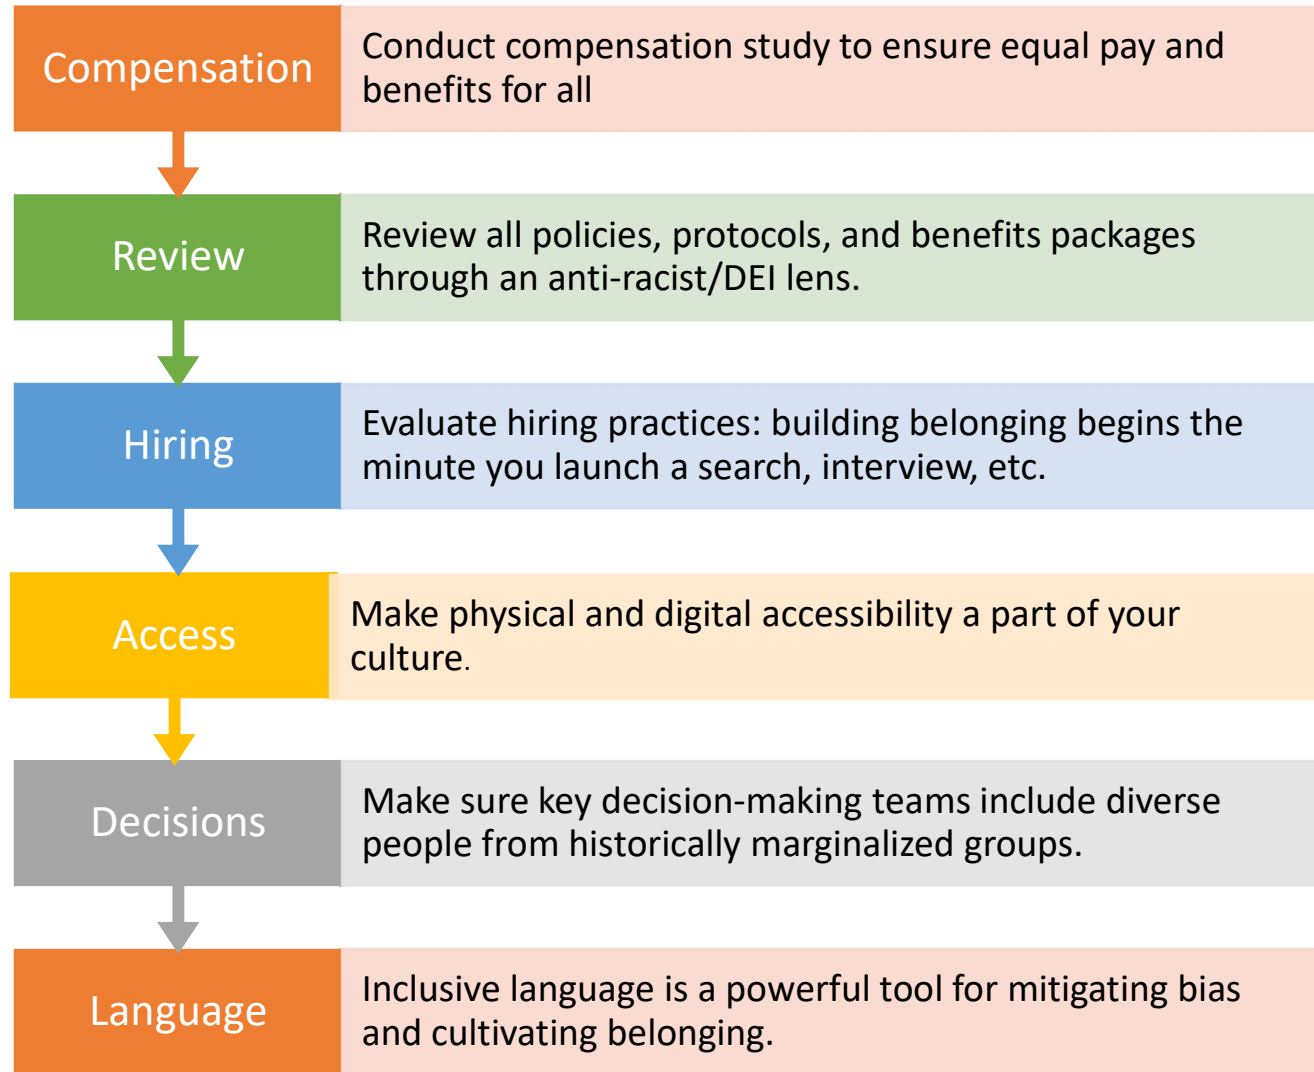 Compensation
Conduct compensation study to ensure equal pay and
benefits for all
Review
Review all policies, protocols, and benefits packages
through an anti-racist/DEI lens.
Hiring
Evaluate hiring practices: building belonging begins the
minute you launch a search, interview, etc.
Access
Make physical and digital accessibility a part of your
culture.
Decisions
Make sure key decision-making teams include diverse
people from historically marginalized groups.
Language
Inclusive language is a powerful tool for mitigating bias
and cultivating belonging.